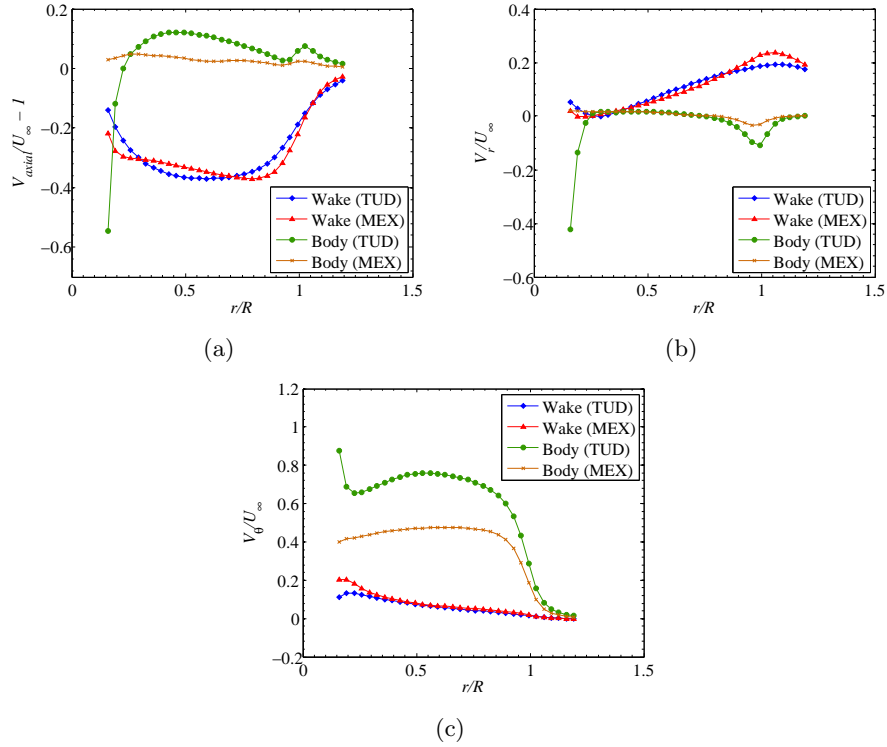 0.2
0
−0.2
−0.4
−0.6
V_axial/U_∞ − 1
Wake (TUD)
Wake (MEX)
Body (TUD)
Body (MEX)
0 0.5 1 1.5
r/R
(a)
0.4
0.2
0
−0.2
−0.4
−0.6
V_r/U_∞
Wake (TUD)
Wake (MEX)
Body (TUD)
Body (MEX)
0 0.5 1 1.5
r/R
(b)
1.2
1
0.8
0.6
0.4
0.2
0
−0.2
V_θ/U_∞
Wake (TUD)
Wake (MEX)
Body (TUD)
Body (MEX)
0 0.5 1 1.5
r/R
(c)